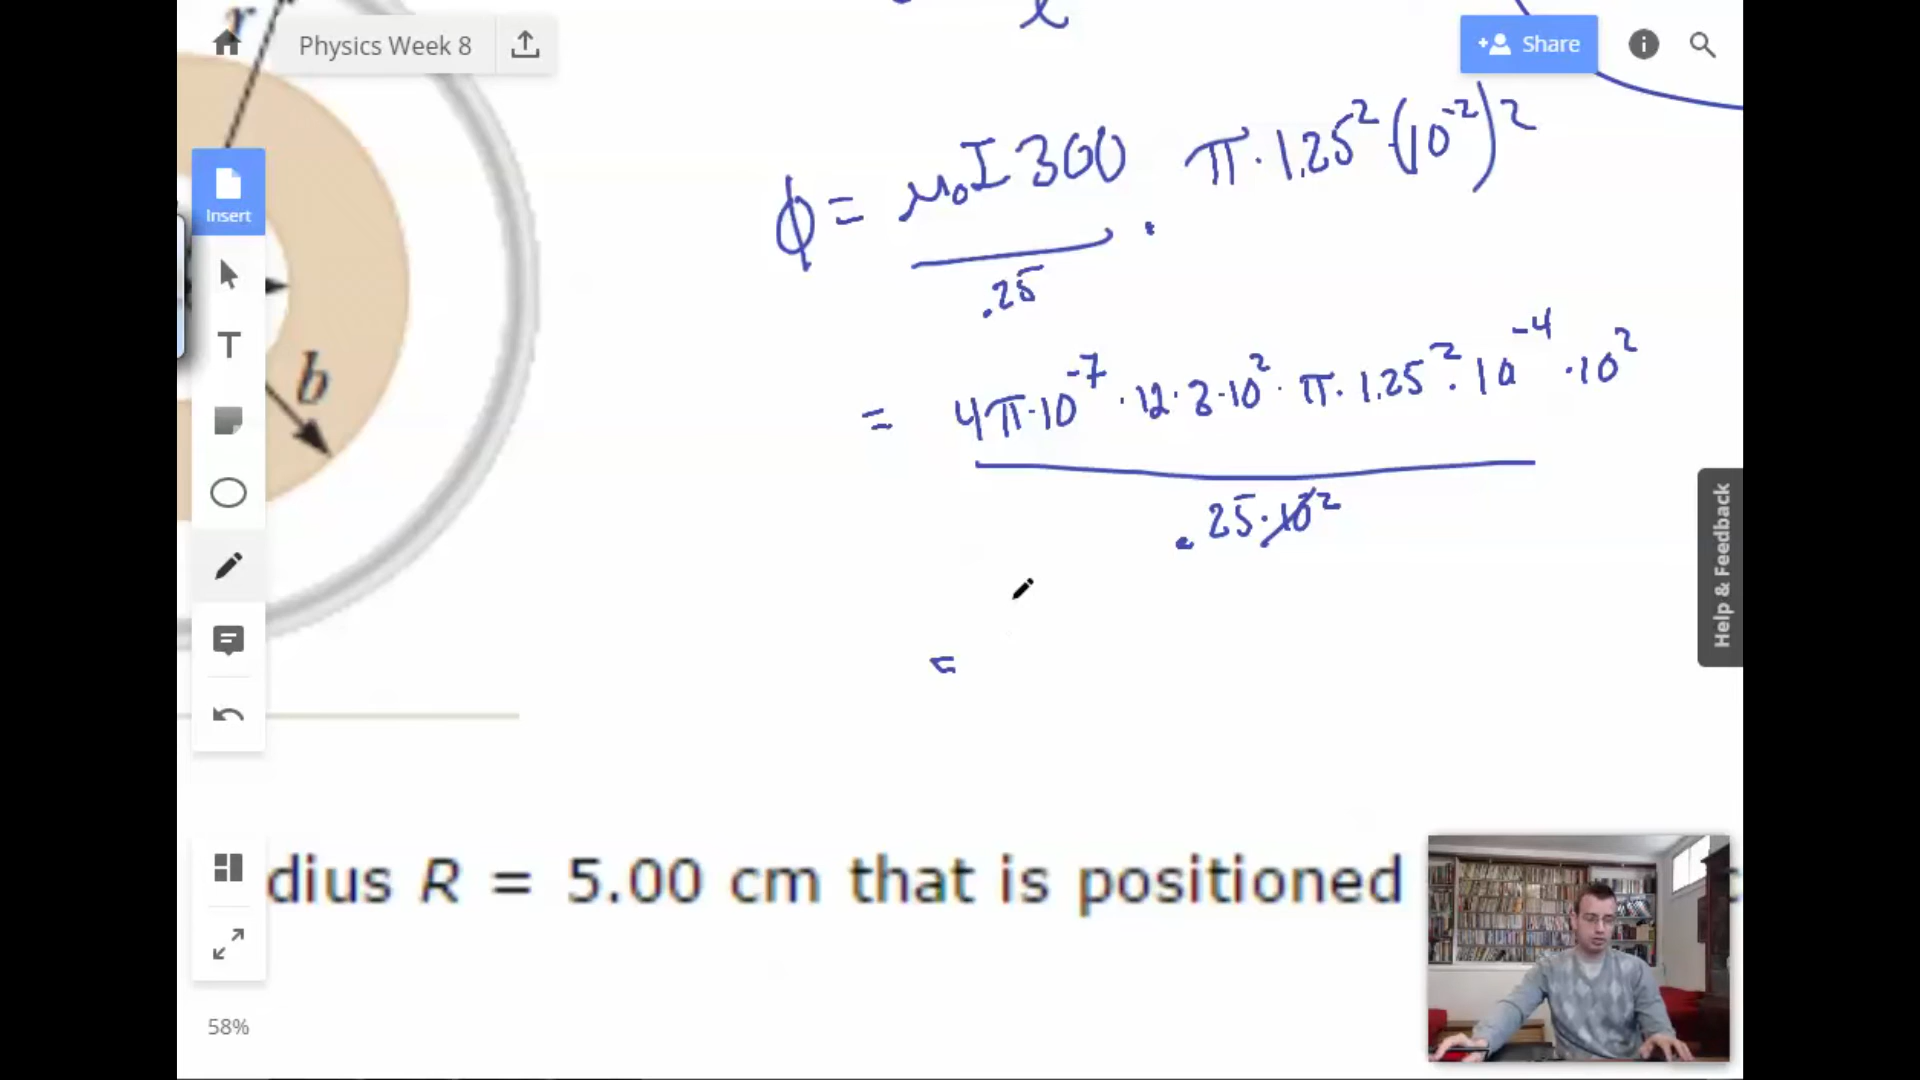 r
Physics Week 8
Share
l
Insert
ϕ = μ₀I 300 / .25 · π · 1.25² · (10⁻²)²
T
b
= 4π·10⁻⁷ · 12 · 3·10² · π · 1.25² · 10⁻⁴ · 10² / .25·10²
Help & Feedback
=
dius R = 5.00 cm that is positioned
58%